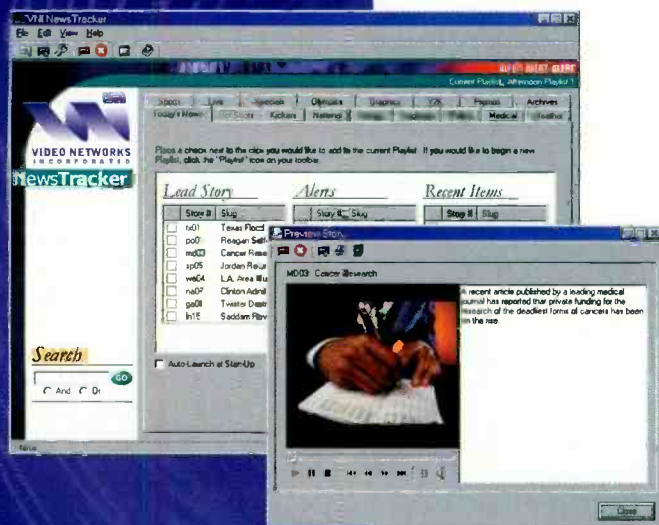 VNI NewsTracker
File Edit View Help
Current Playlist: Afternoon Playlist 1
Sports Live Specials Olympics Graphics Y2K Promos Archives
Today's News Kickers National Medical Weather
VIDEO NETWORKS
INCORPORATED
NewsTracker
Place a check next to the clips you would like to add to the current Playlist. If you would like to begin a new
Playlist, click the "Playlist" icon on your toolbar.
Lead Story Alerts Recent Items
Story # Slug Story # Slug Story # Slug
tx01 Texas Flood
po01 Reagan
md03 Cancer Rese
sp05 Jordan
we04 L.A. Area
na07 Clinton
ga01 Twister
In15 Saddam
Auto-Launch at Start-Up
Search
GO
And Or
Preview Story
MD03: Cancer Research
A recent article published by a leading medical
journal has reported that private funding for the
research of the deadliest forms of cancers has been
on the rise.
Close